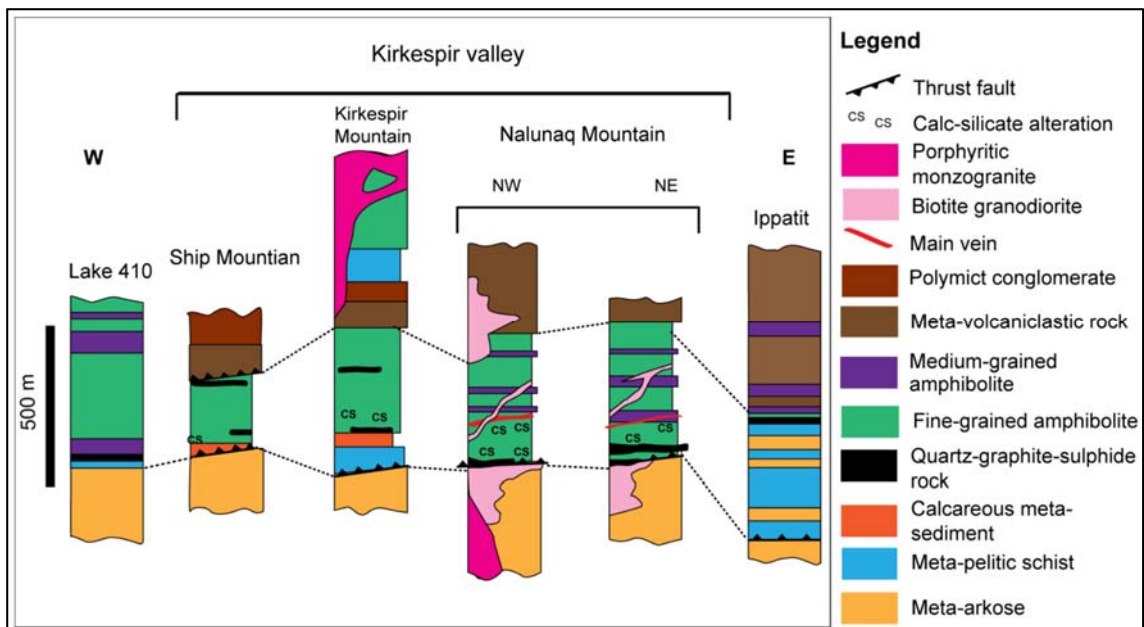 Kirkespir valley
Kirkespir
Mountain
Nalunaq Mountain
W
E
NW
NE
Ippatit
Ship Mountian
Lake 410
500 m
CS
CS CS
CS
CS CS
CS CS
CS CS
CS CS
Legend
Thrust fault
CS CS
Calc-silicate alteration
Porphyritic
monzogranite
Biotite granodiorite
Main vein
Polymict conglomerate
Meta-volcaniclastic rock
Medium-grained
amphibolite
Fine-grained amphibolite
Quartz-graphite-sulphide
rock
Calcareous meta-
sediment
Meta-pelitic schist
Meta-arkose